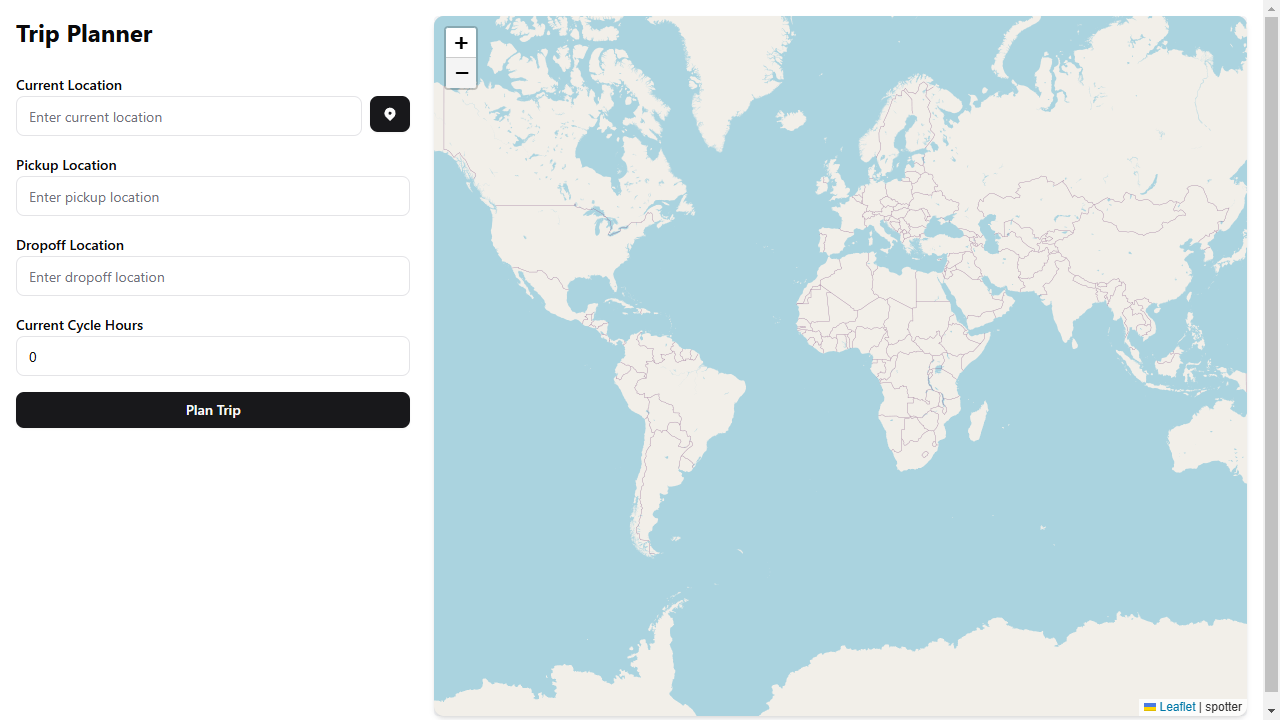 Trip Planner
Current Location
Enter current location
Pickup Location
Enter pickup location
Dropoff Location
Enter dropoff location
Current Cycle Hours
0
Plan Trip
+
−
Leaflet | spotter